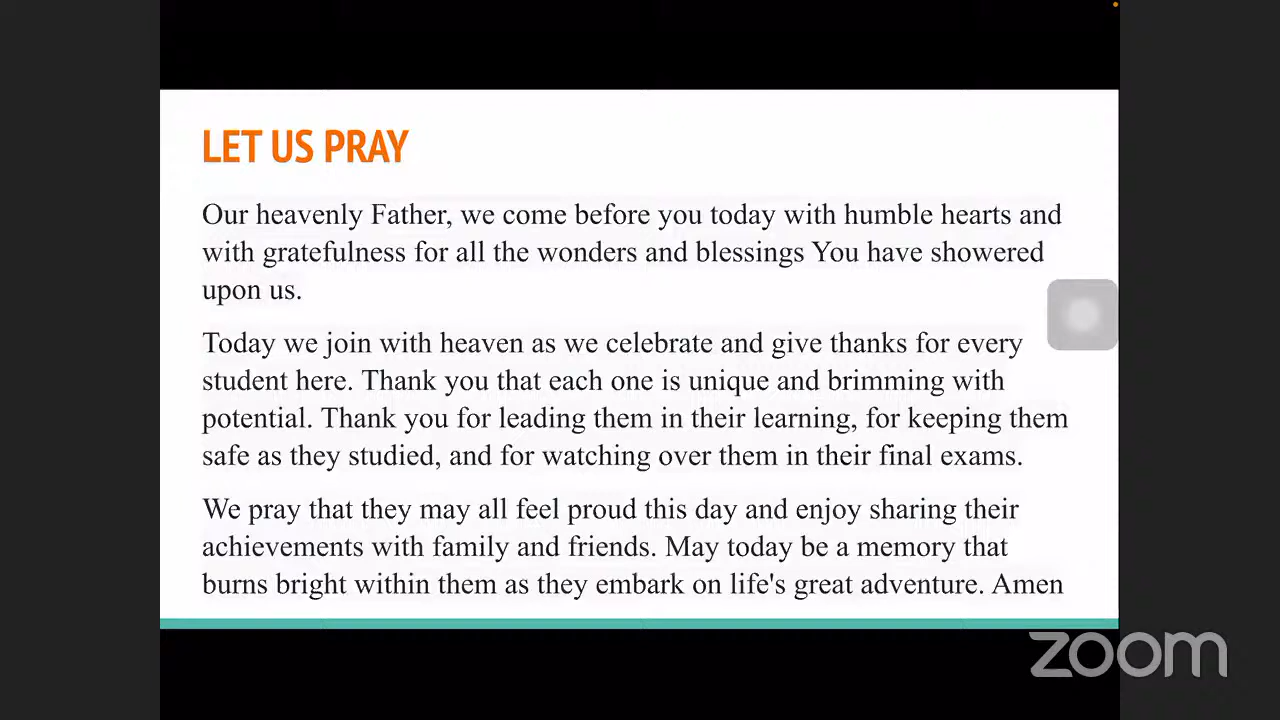 LET US PRAY
Our heavenly Father, we come before you today with humble hearts and
with gratefulness for all the wonders and blessings You have showered
upon us.
Today we join with heaven as we celebrate and give thanks for every
student here. Thank you that each one is unique and brimming with
potential. Thank you for leading them in their learning, for keeping them
safe as they studied, and for watching over them in their final exams.
We pray that they may all feel proud this day and enjoy sharing their
achievements with family and friends. May today be a memory that
burns bright within them as they embark on life's great adventure. Amen
zoom